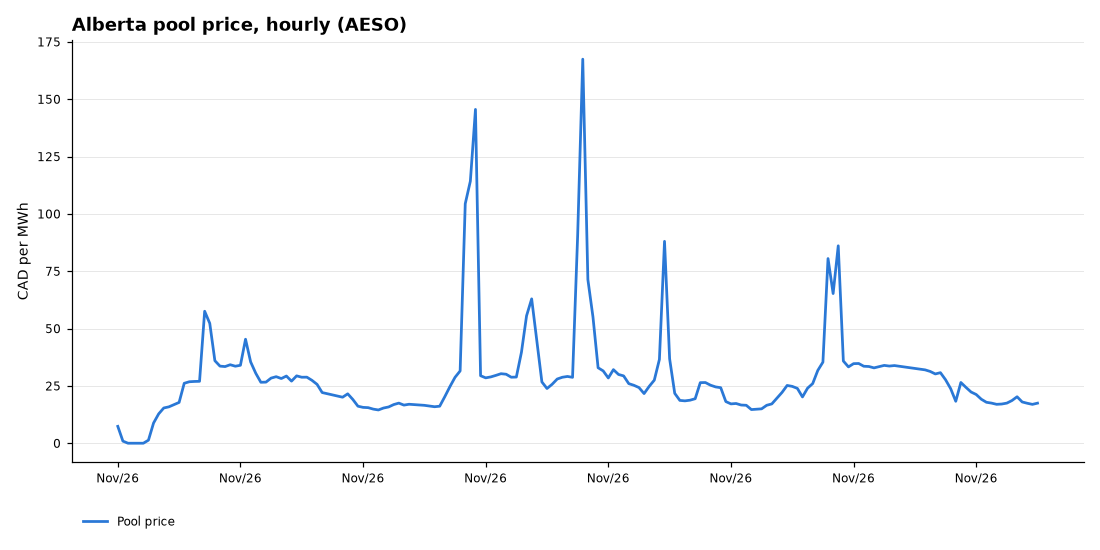 Alberta pool price, hourly (AESO)
175
150
125
100
75
50
25
0
CAD per MWh
Nov/26 Nov/26 Nov/26 Nov/26 Nov/26 Nov/26 Nov/26 Nov/26
Pool price